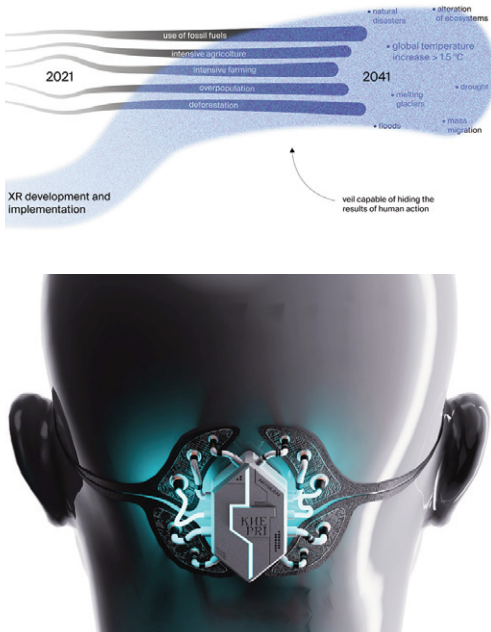 • natural
disasters
• alteration
of ecosystems
use of fossil fuels
• global temperature
increase > 1.5 °C
intensive agricolture
intensive farming
2021
2041
overpopulation
• drought
• melting
glaciers
deforestation
• floods
• mass
migration
XR development and
implementation
veil capable of hiding the
results of human action
KHE
PRI